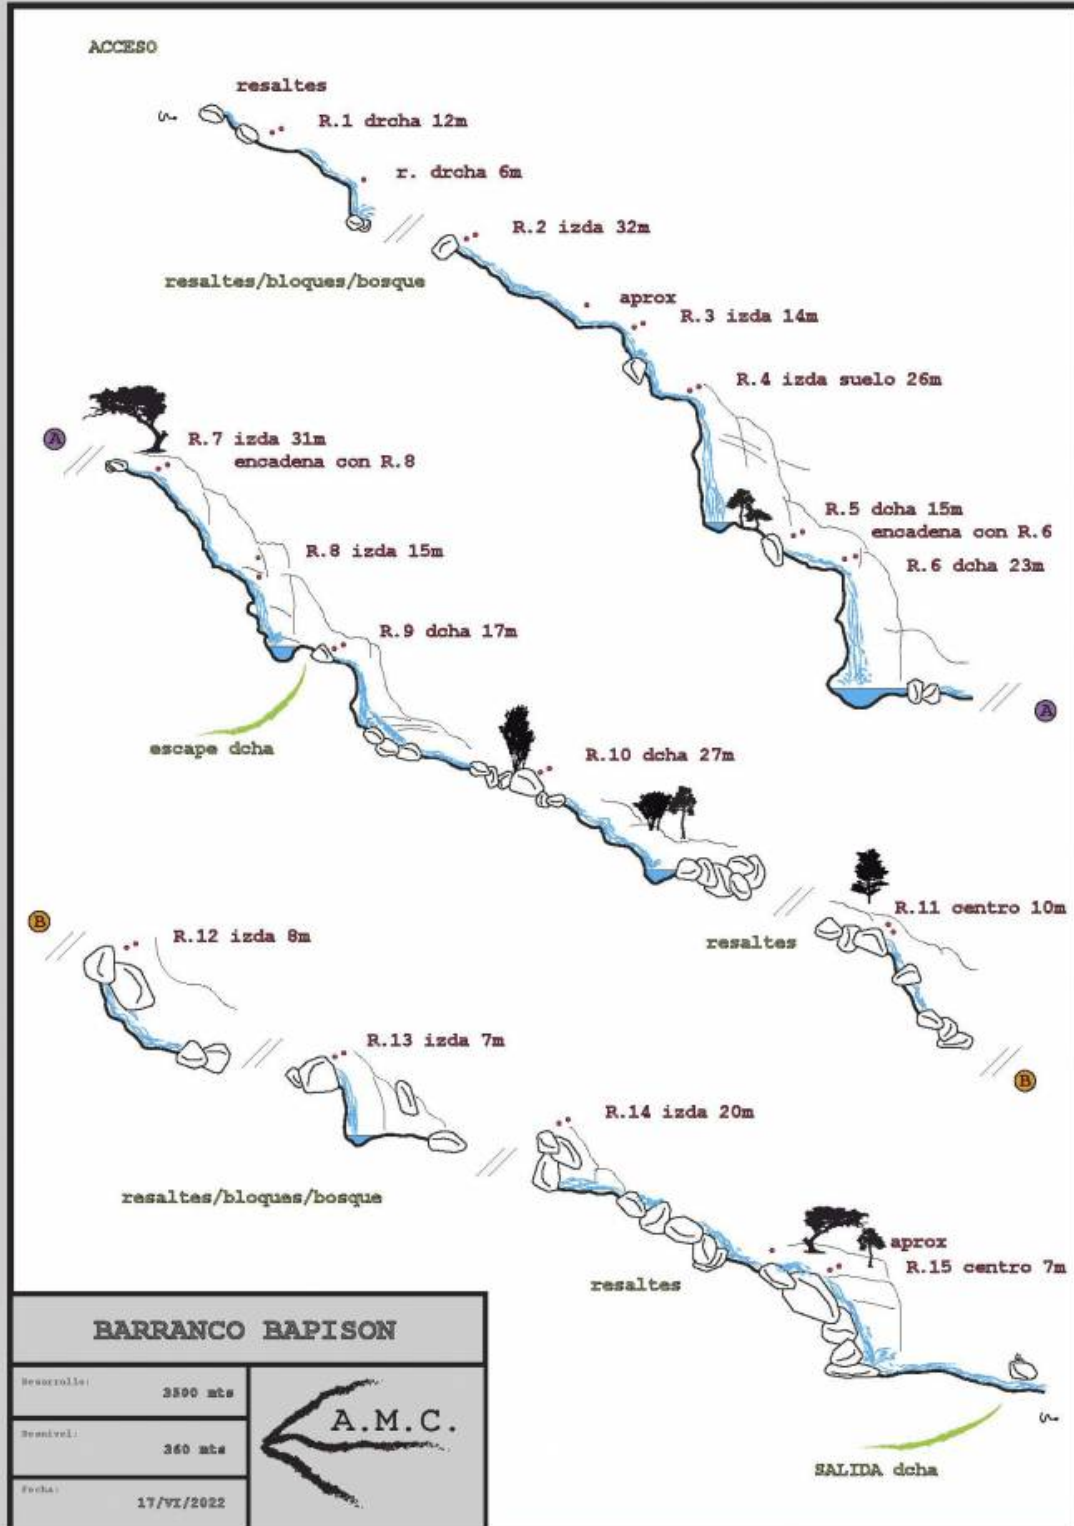 ACCESO
resaltes
R.1 drcha 12m
r. drcha 6m
R.2 izda 32m
resaltes/bloques/bosque
aprox
R.3 izda 14m
R.4 izda suelo 26m
R.5 dcha 15m
encadena con R.6
R.6 dcha 23m
A
A
R.7 izda 31m
encadena con R.8
R.8 izda 15m
R.9 dcha 17m
escape dcha
R.10 dcha 27m
resaltes
R.11 centro 10m
B
B
R.12 izda 8m
R.13 izda 7m
resaltes/bloques/bosque
R.14 izda 20m
resaltes
aprox
R.15 centro 7m
SALIDA dcha
BARRANCO BAPISON
Desarrollo:
3500 mts
Desnivel:
360 mts
Fecha:
17/VI/2022
A.M.C.